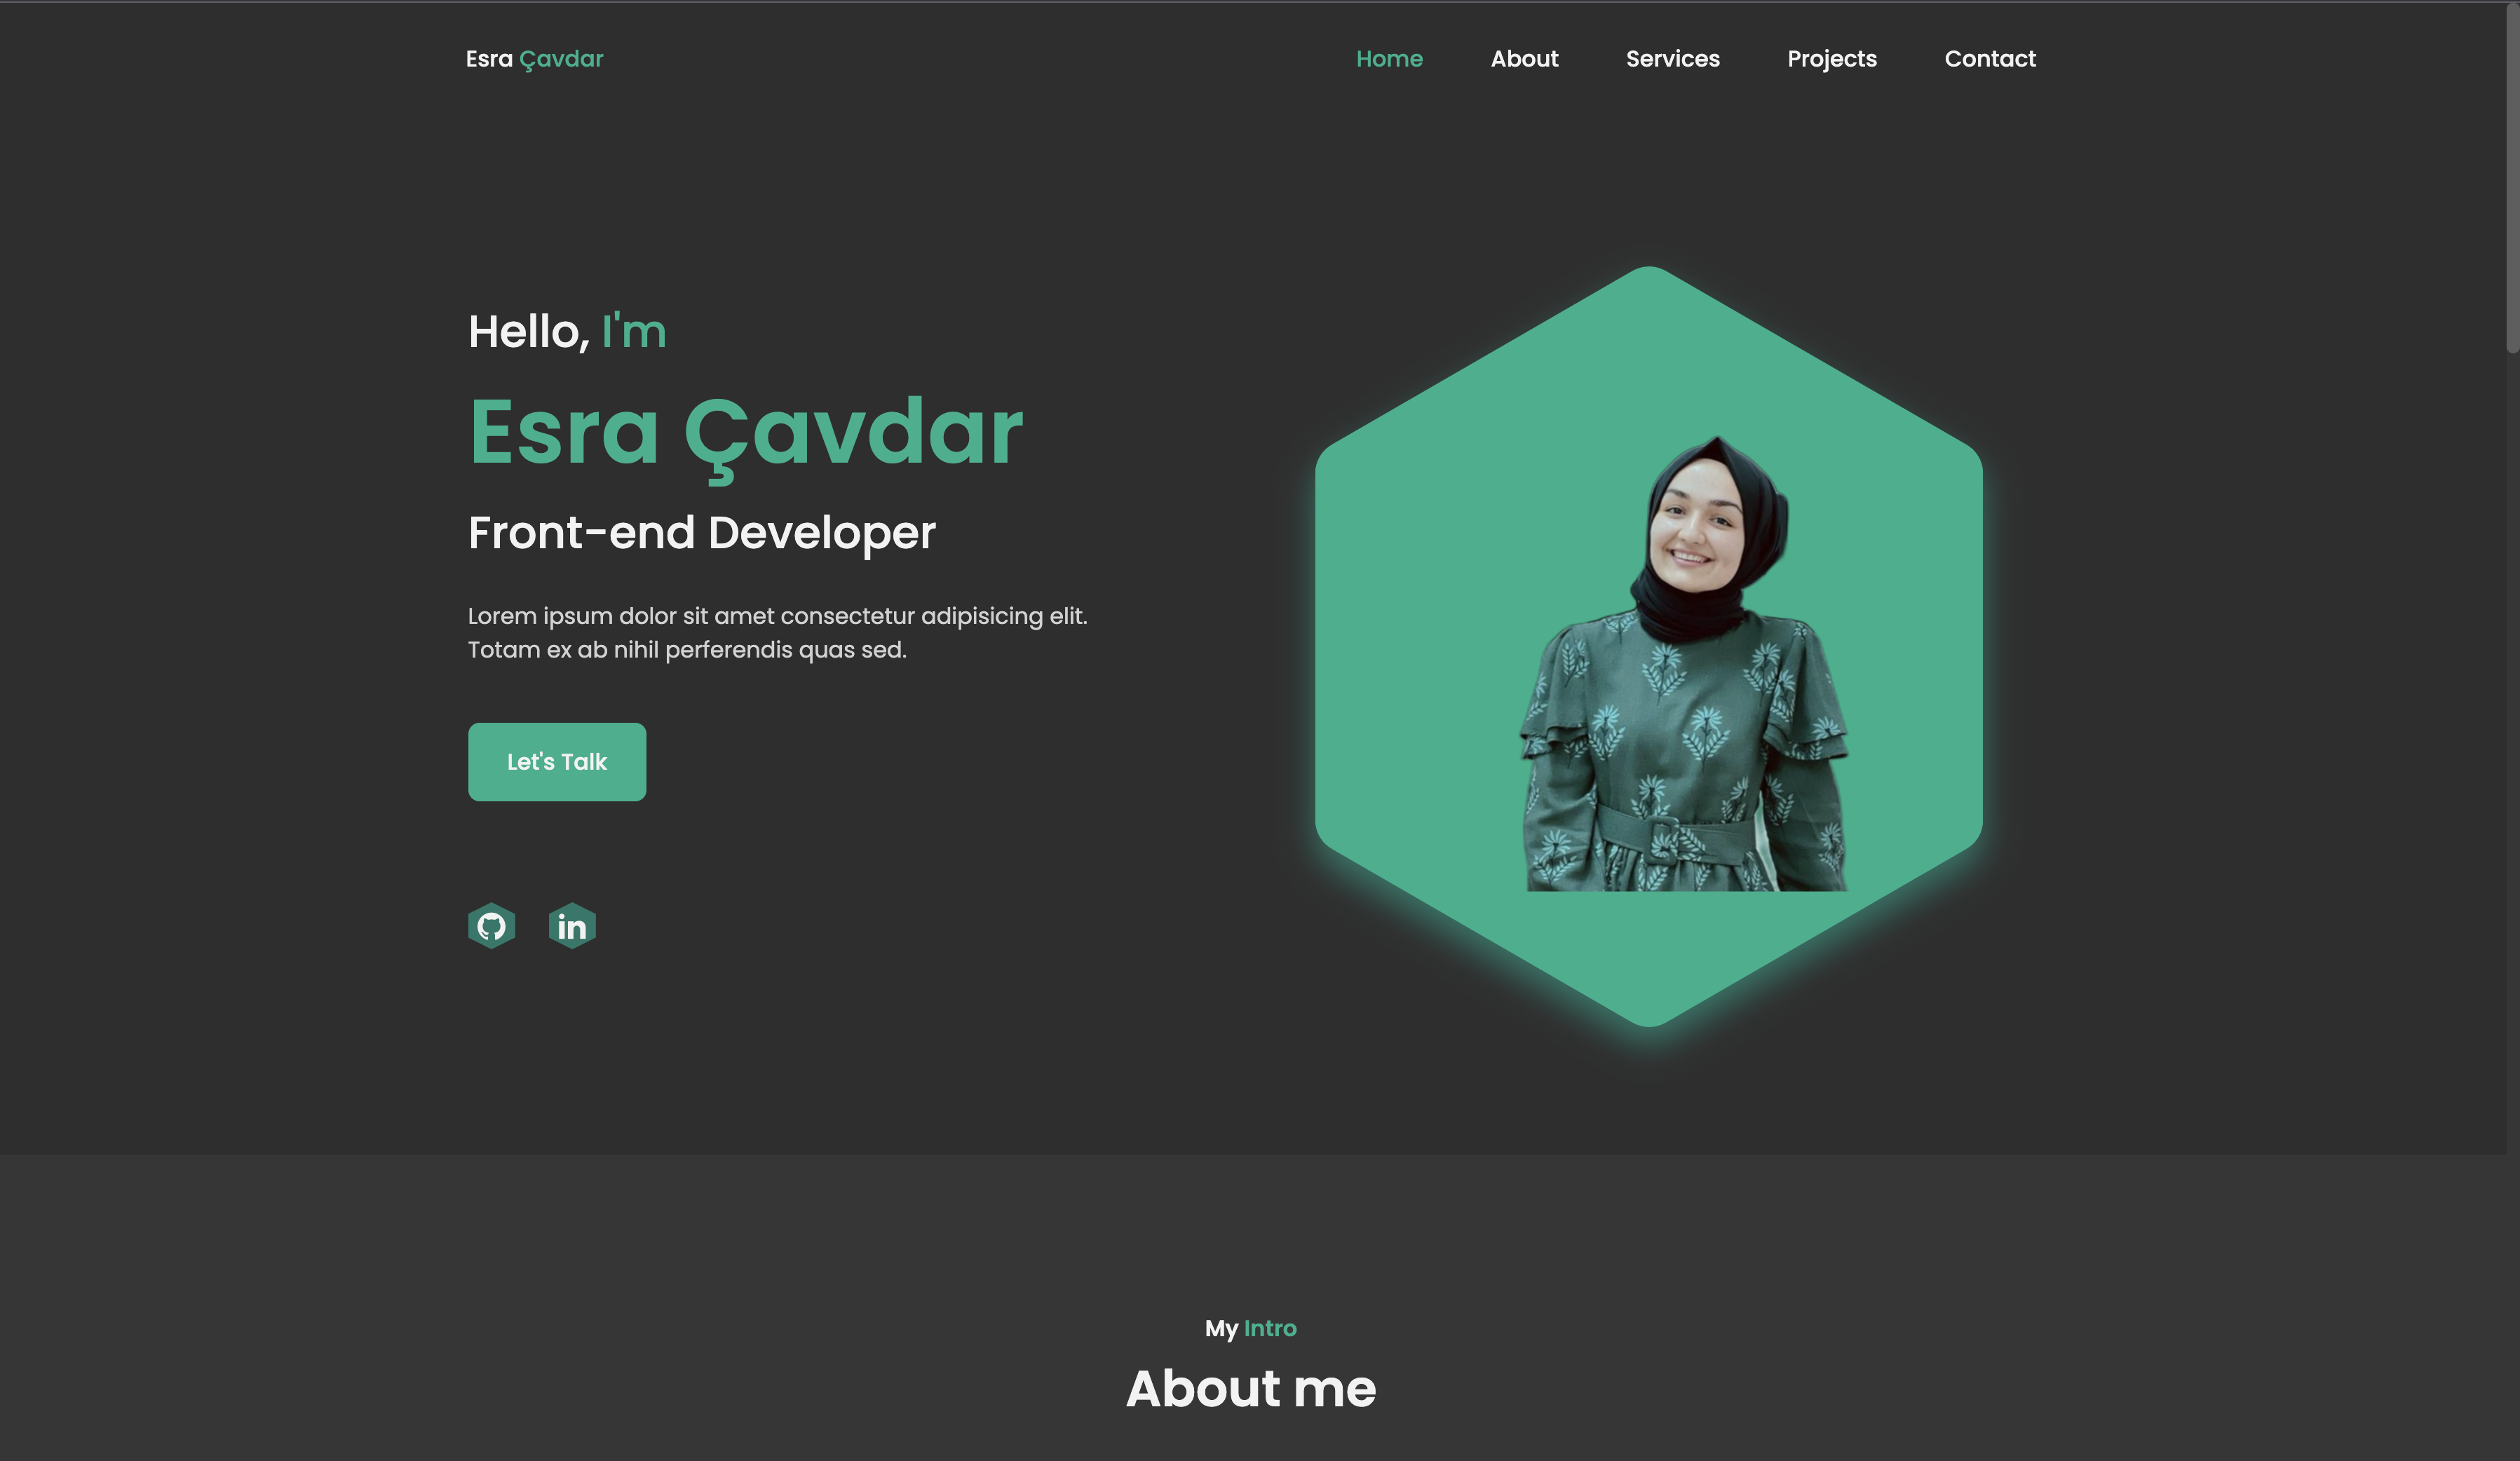 Esra Çavdar
Home About Services Projects Contact
Hello, I'm
Esra Çavdar
Front-end Developer
Lorem ipsum dolor sit amet consectetur adipisicing elit.
Totam ex ab nihil perferendis quas sed.
Let's Talk
in
My Intro
About me